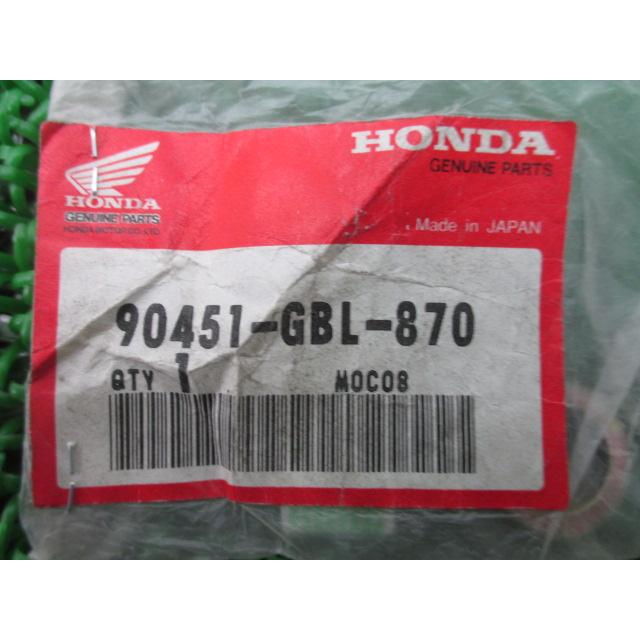 HONDA
GENUINE PARTS
HONDA
GENUINE PARTS
HONDA MOTOR CO.,LTD.
Made in JAPAN
90451-GBL-870
QTY 1 MOC08